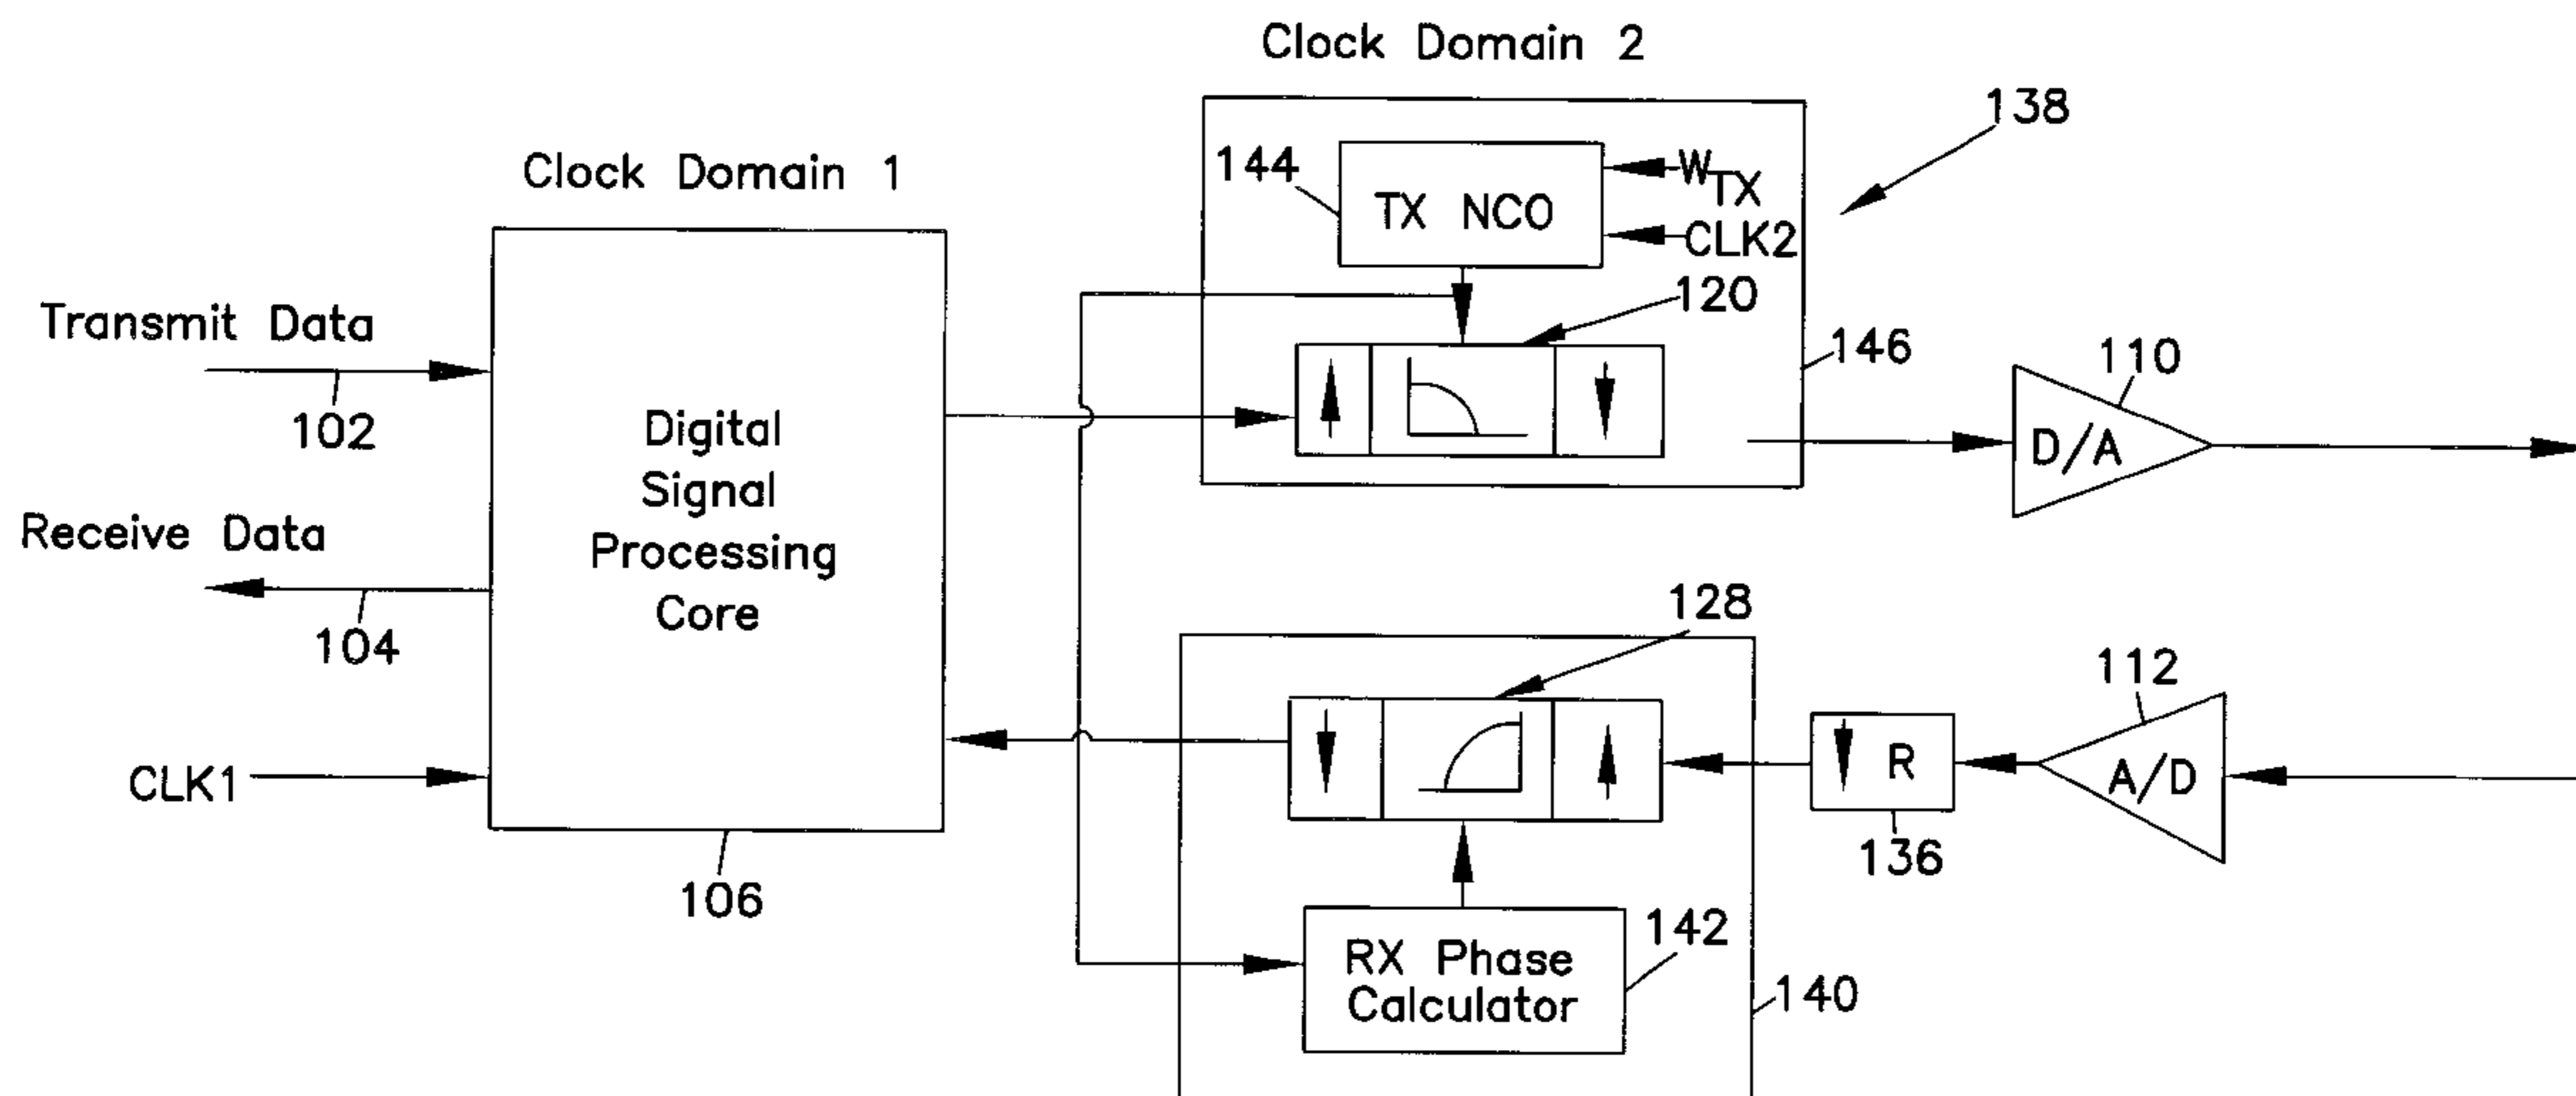 Clock Domain 2
138
Clock Domain 1
144
TX NCO
WTX
CLK2
120
Transmit Data
102
146
110
D/A
Digital
Signal
Processing
Core
Receive Data
104
128
112
R
A/D
136
CLK1
106
RX Phase
Calculator
142
140